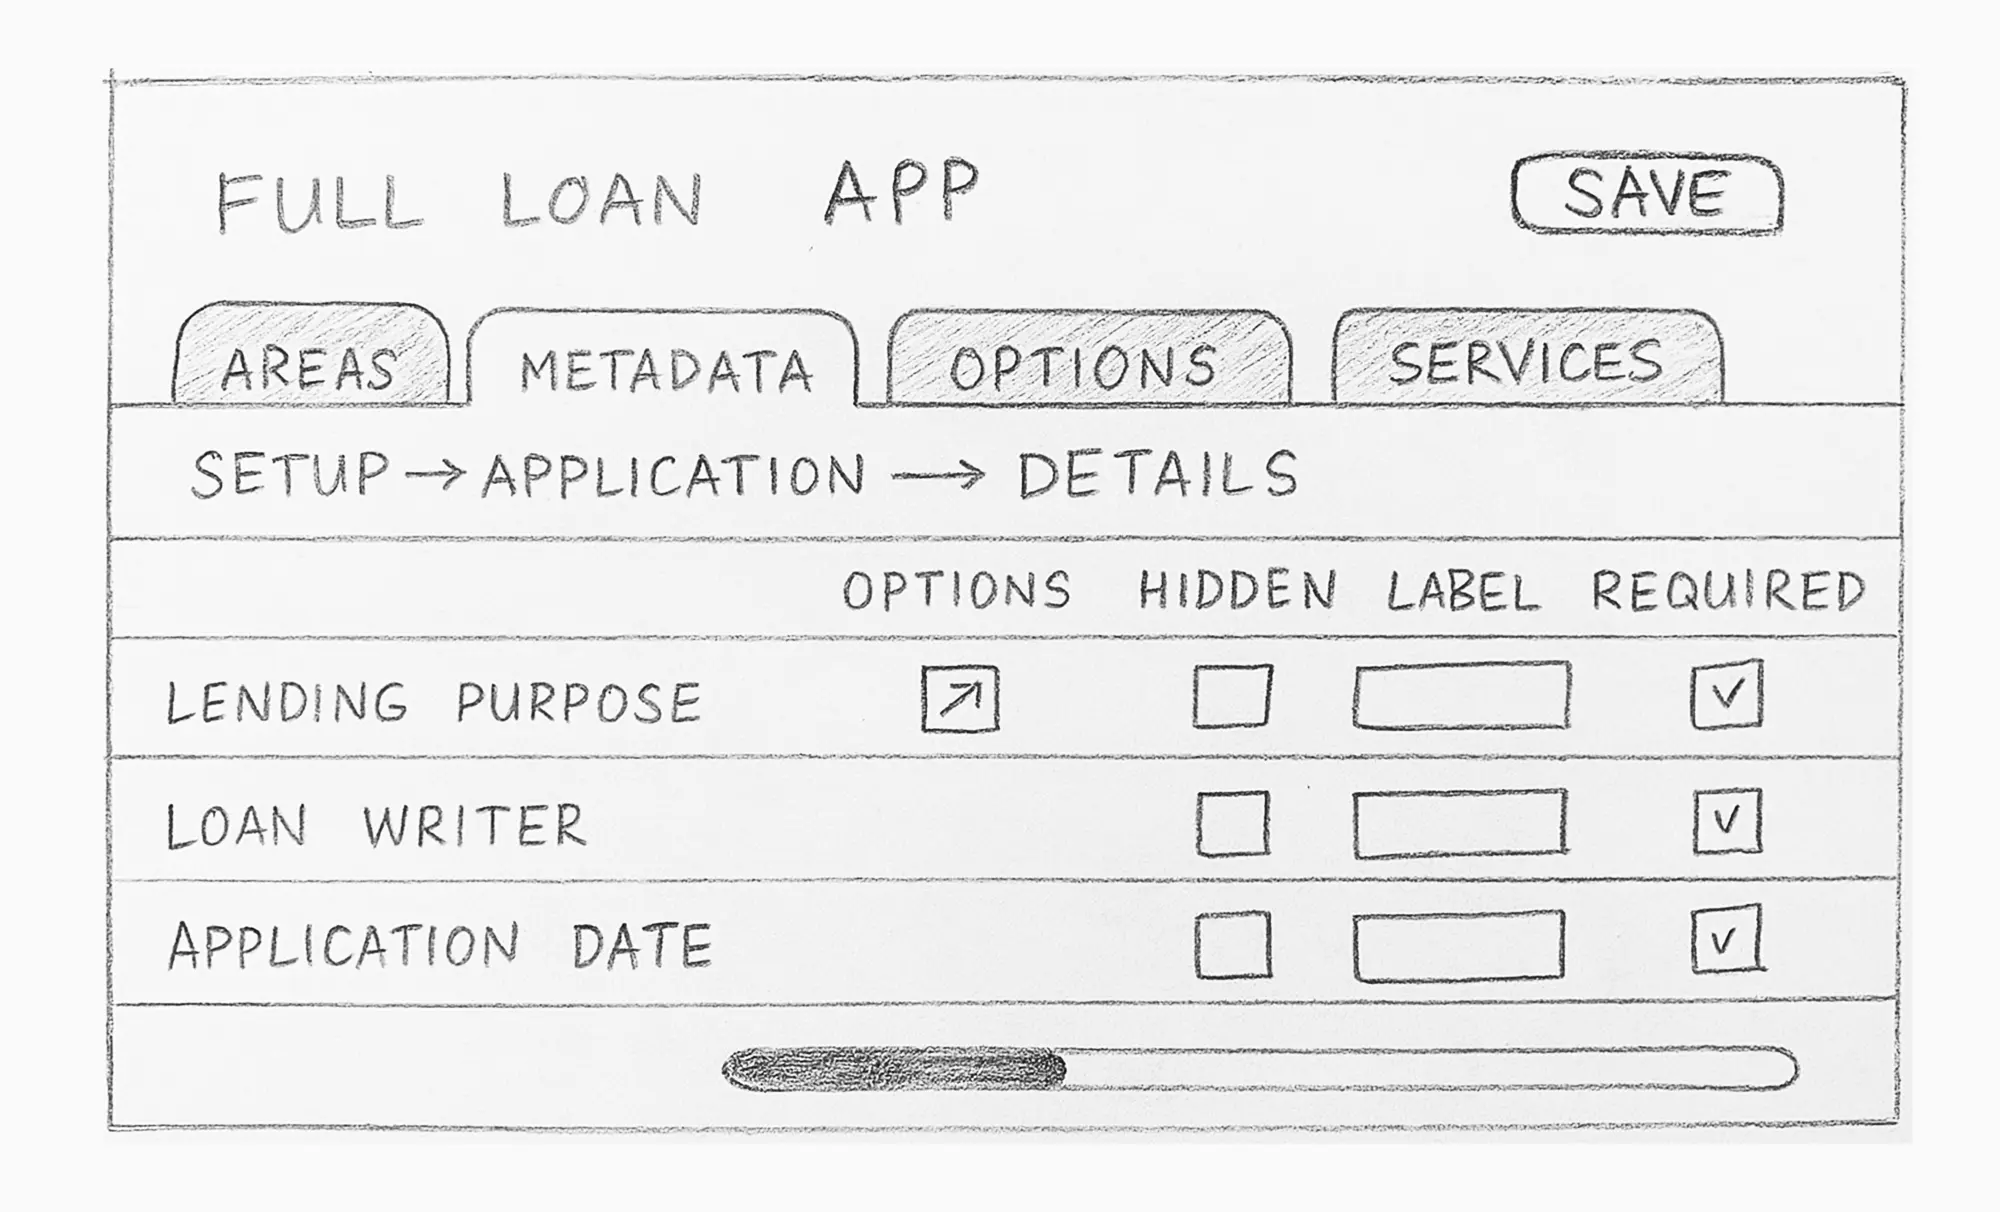 FULL LOAN APP SAVE
AREAS METADATA OPTIONS SERVICES
SETUP → APPLICATION → DETAILS
OPTIONS HIDDEN LABEL REQUIRED
LENDING PURPOSE
LOAN WRITER
APPLICATION DATE